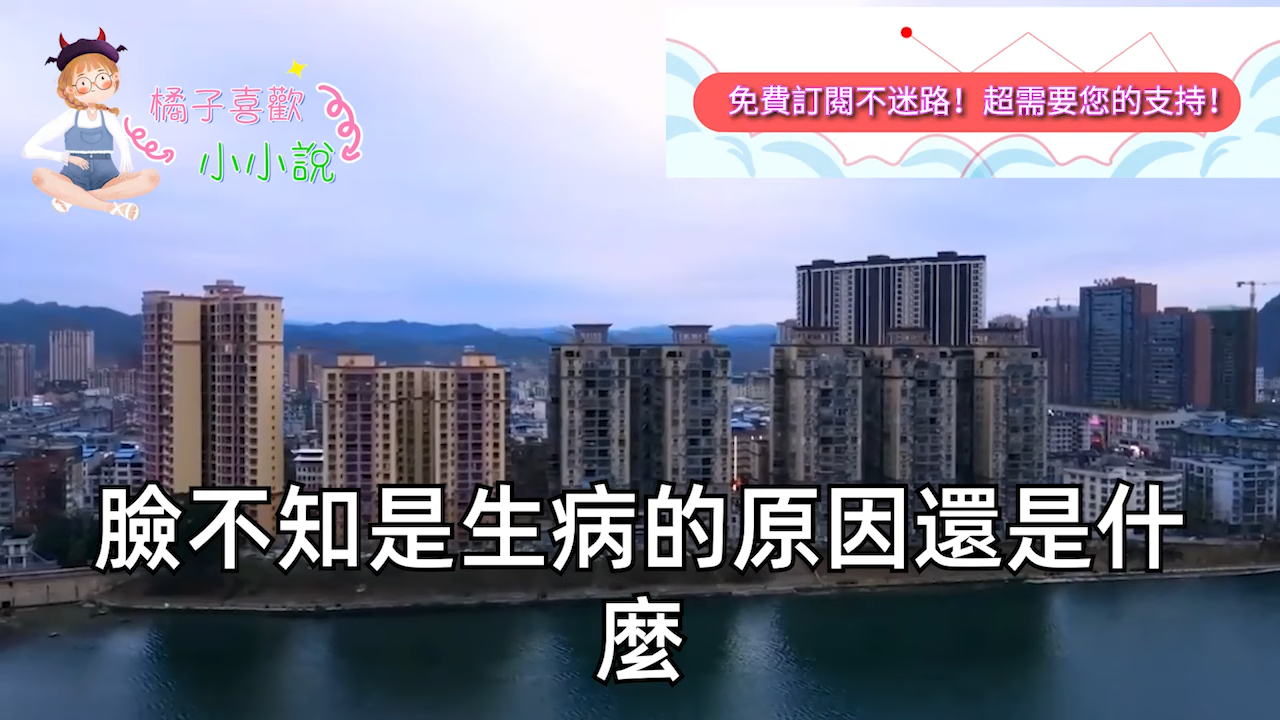 橘子喜歡
小小說
免費訂閱不迷路！超需要您的支持！
臉不知是生病的原因還是什
麼